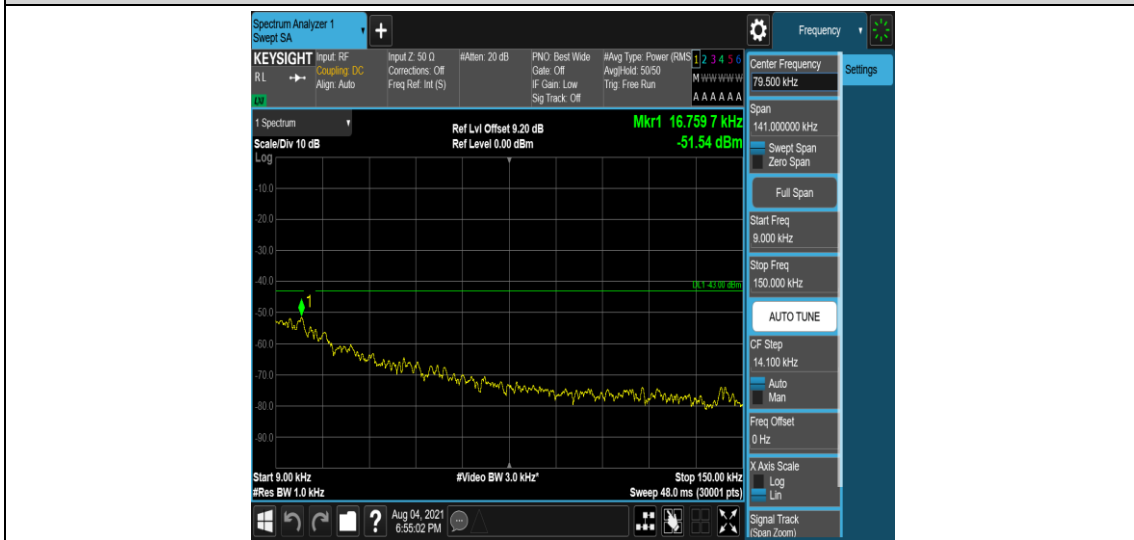 Spectrum Analyzer 1
Swept SA
+
Frequency
KEYSIGHT
RL
LXI
Input: RF
Coupling: DC
Align: Auto
Input Z: 50 Ω
Corrections: Off
Freq Ref: Int (S)
#Atten: 20 dB
PNO: Best Wide
Gate: Off
IF Gain: Low
Sig Track: Off
#Avg Type: Power (RMS
Avg|Hold: 50/50
Trig: Free Run
1 2 3 4 5 6
M W W W W W
A A A A A A
Center Frequency
79.500 kHz
Settings
1 Spectrum
Scale/Div 10 dB
Ref Lvl Offset 9.20 dB
Ref Level 0.00 dBm
Mkr1 16.759 7 kHz
-51.54 dBm
Log
-10.0
-20.0
-30.0
-40.0
-50.0
-60.0
-70.0
-80.0
-90.0
DL1 -43.00 dBm
1
Start 9.00 kHz
#Res BW 1.0 kHz
#Video BW 3.0 kHz*
Stop 150.00 kHz
Sweep 48.0 ms (30001 pts)
Span
141.000000 kHz
Swept Span
Zero Span
Full Span
Start Freq
9.000 kHz
Stop Freq
150.000 kHz
AUTO TUNE
CF Step
14.100 kHz
Auto
Man
Freq Offset
0 Hz
X Axis Scale
Log
Lin
Signal Track
(Span Zoom)
?
Aug 04, 2021
6:55:02 PM